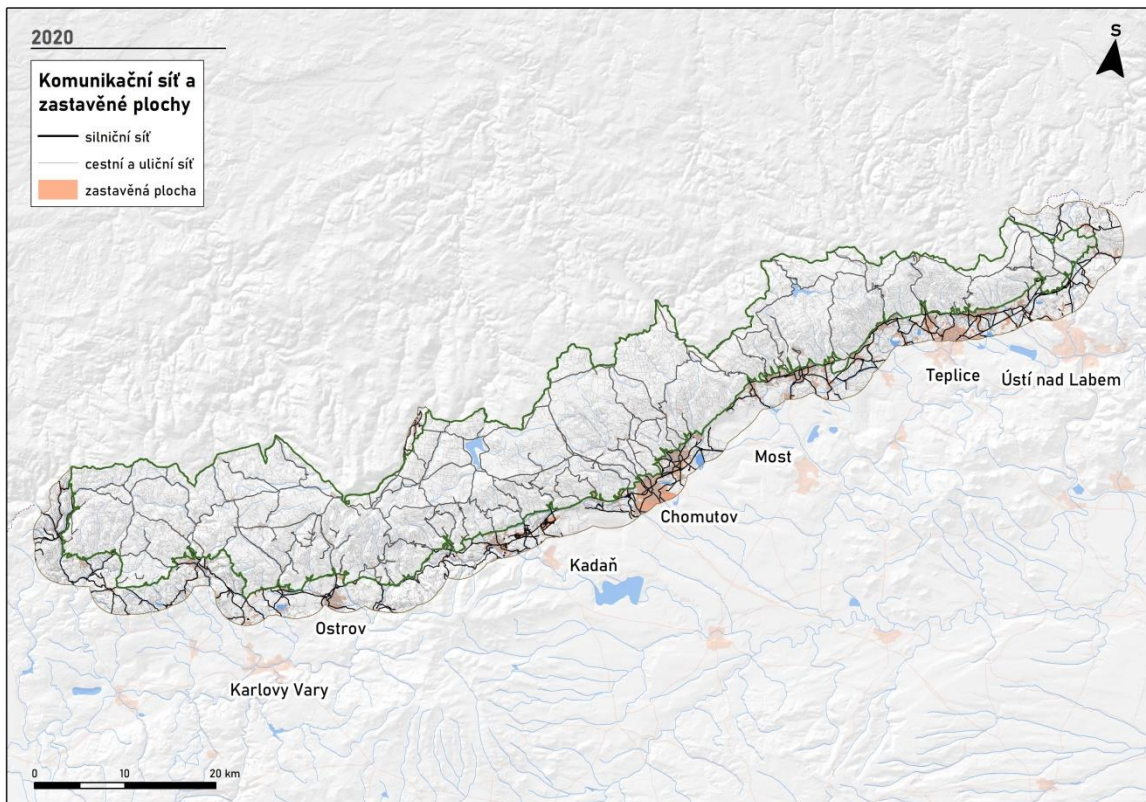 2020
S
Komunikační síť a
zastavěné plochy
silniční síť
cestní a uliční síť
zastavěná plocha
Teplice
Ústí nad Labem
Most
Chomutov
Kadaň
Ostrov
Karlovy Vary
0 10 20 km